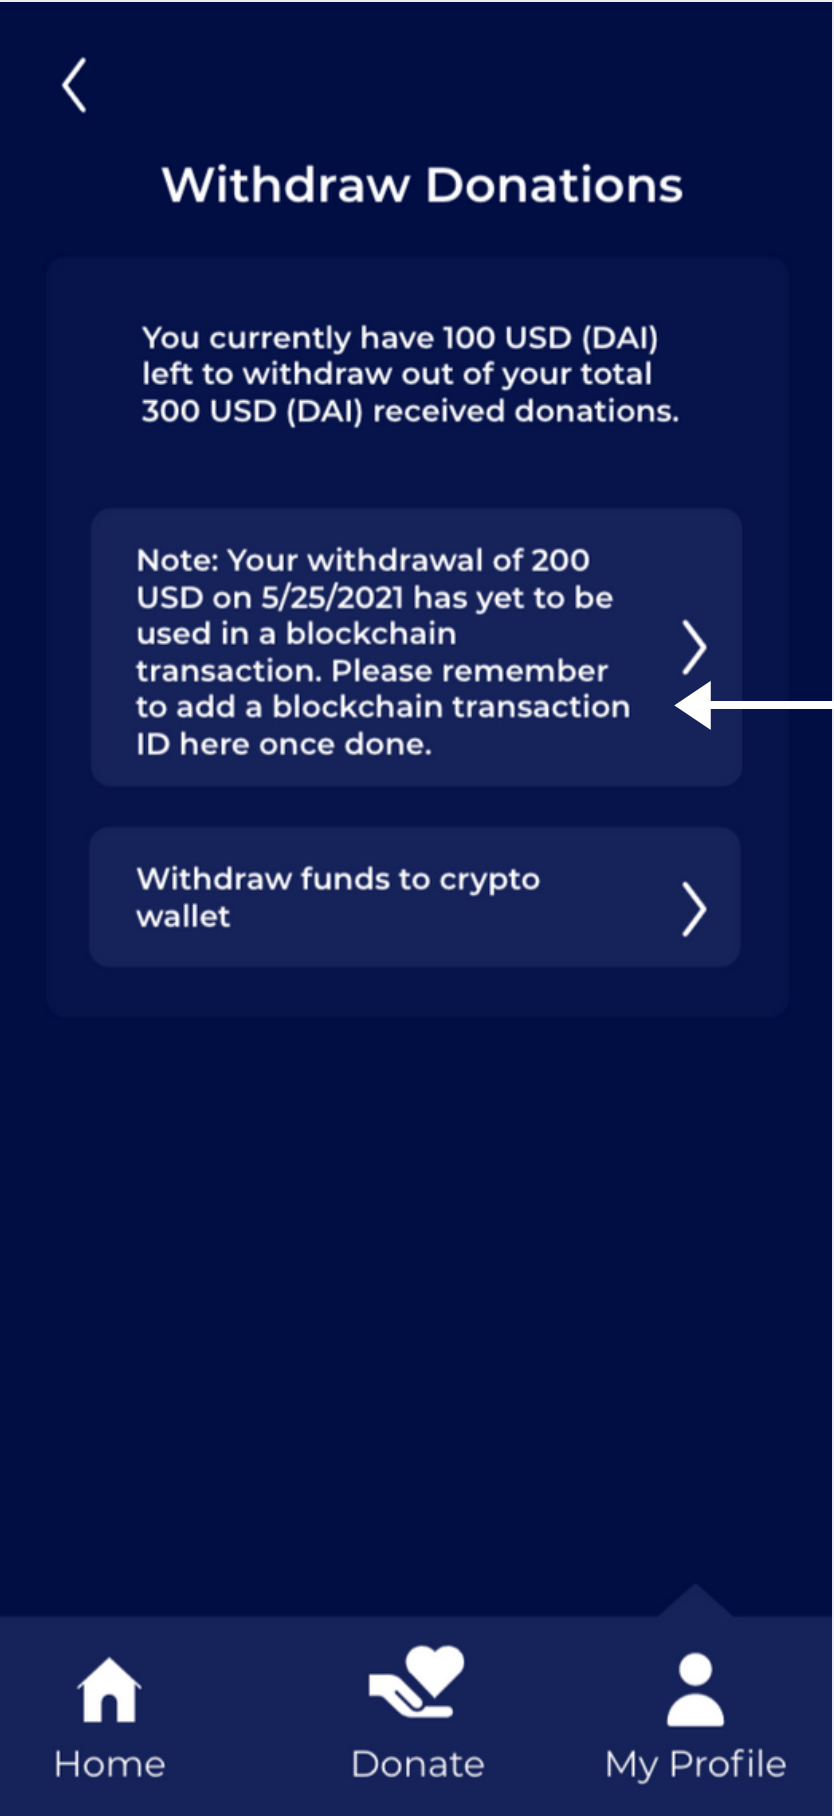 Withdraw Donations
You currently have 100 USD (DAI)
left to withdraw out of your total
300 USD (DAI) received donations.
Note: Your withdrawal of 200
USD on 5/25/2021 has yet to be
used in a blockchain
transaction. Please remember
to add a blockchain transaction
ID here once done.
Withdraw funds to crypto
wallet
Home
Donate
My Profile